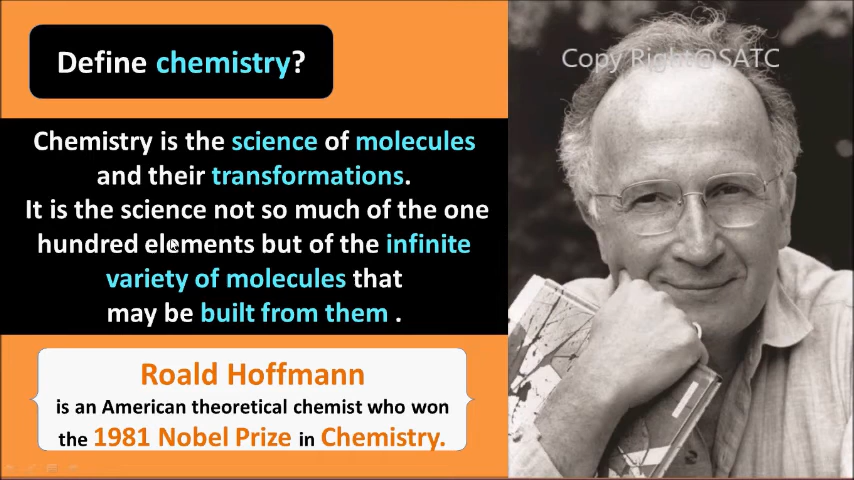 Define chemistry?
Copy Right@SATC
Chemistry is the science of molecules
and their transformations.
It is the science not so much of the one
hundred elements but of the infinite
variety of molecules that
may be built from them .
Roald Hoffmann
is an American theoretical chemist who won
the 1981 Nobel Prize in Chemistry.